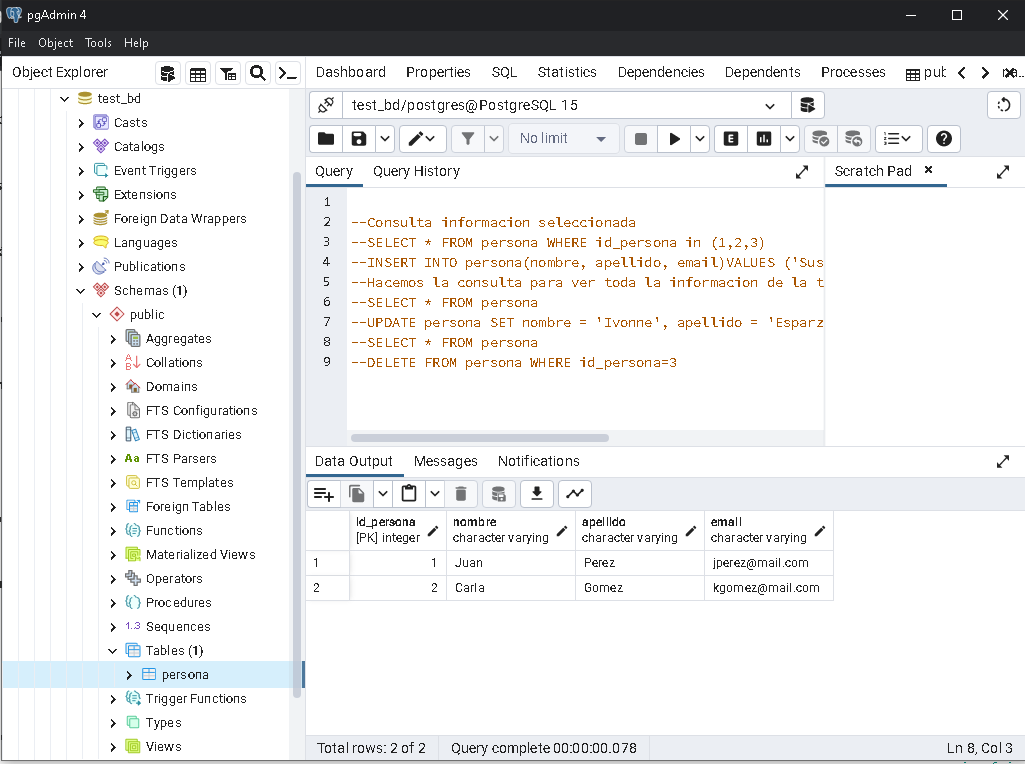 pgAdmin 4
File Object Tools Help
Object Explorer
Dashboard Properties SQL Statistics Dependencies Dependents Processes pub
test_bd
Casts
Catalogs
Event Triggers
Extensions
Foreign Data Wrappers
Languages
Publications
Schemas (1)
public
Aggregates
Collations
Domains
FTS Configurations
FTS Dictionaries
Aa FTS Parsers
FTS Templates
Foreign Tables
Functions
Materialized Views
Operators
Procedures
1..3 Sequences
Tables (1)
persona
Trigger Functions
Types
Views
test_bd/postgres@PostgreSQL 15
No limit
E
Query Query History
Scratch Pad
1
2 --Consulta informacion seleccionada
3 --SELECT * FROM persona WHERE id_persona in (1,2,3)
4 --INSERT INTO persona(nombre, apellido, email)VALUES ('Sus
5 --Hacemos la consulta para ver toda la informacion de la t
6 --SELECT * FROM persona
7 --UPDATE persona SET nombre = 'Ivonne', apellido = 'Esparz
8 --SELECT * FROM persona
9 --DELETE FROM persona WHERE id_persona=3
Data Output Messages Notifications
id_persona nombre apellido email
[PK] integer character varying character varying character varying
1 1 Juan Perez jperez@mail.com
2 2 Carla Gomez kgomez@mail.com
Total rows: 2 of 2 Query complete 00:00:00.078 Ln 8, Col 3